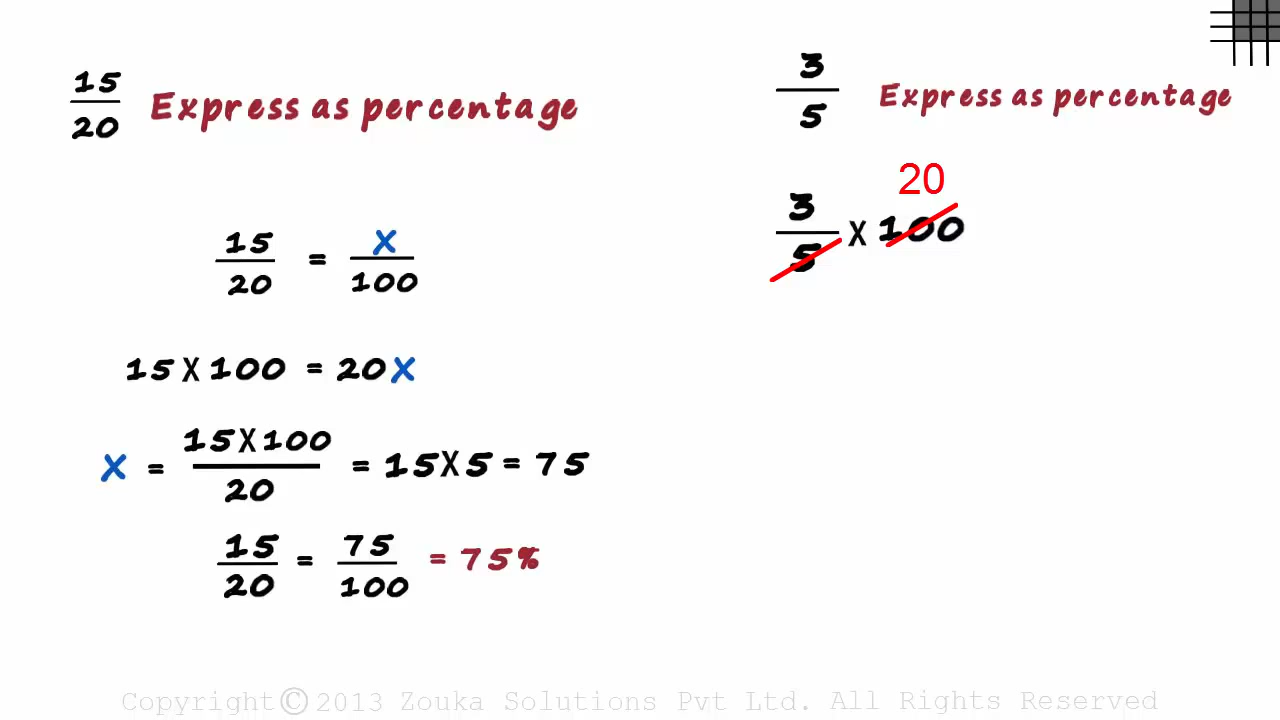 15/20 Express as percentage
15/20 = X/100
15 X 100 = 20X
X = 15X100/20 = 15X5 = 75
15/20 = 75/100 = 75%
3/5 Express as percentage
20
3/5 X 100
Copyright© 2013 Zouka Solutions Pvt Ltd. All Rights Reserved